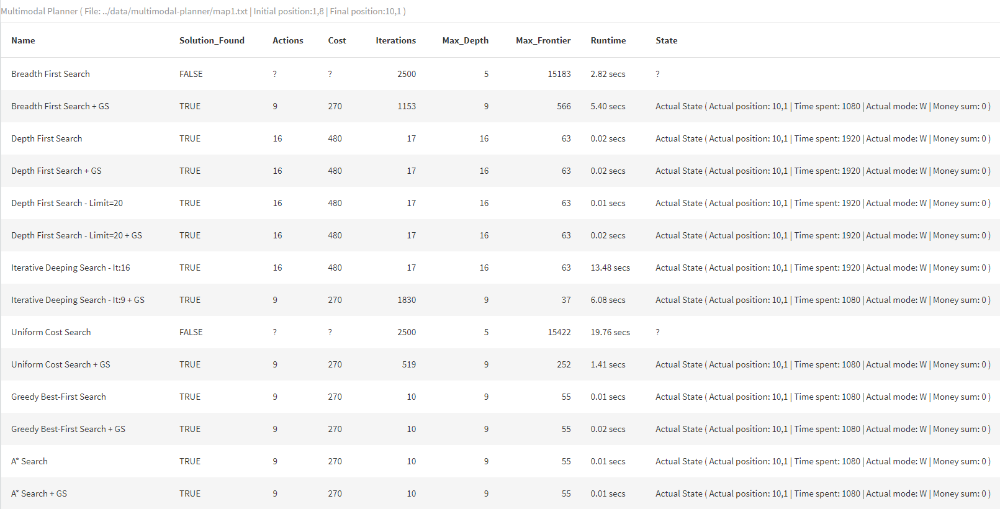 Multimodal Planner ( File: ../data/multimodal-planner/map1.txt | Initial position:1,8 | Final position:10,1 )
Name Solution_Found Actions Cost Iterations Max_Depth Max_Frontier Runtime State
Breadth First Search FALSE ? ? 2500 5 15183 2.82 secs ?
Breadth First Search + GS TRUE 9 270 1153 9 566 5.40 secs Actual State ( Actual position: 10,1 | Time spent: 1080 | Actual mode: W | Money sum: 0 )
Depth First Search TRUE 16 480 17 16 63 0.02 secs Actual State ( Actual position: 10,1 | Time spent: 1920 | Actual mode: W | Money sum: 0 )
Depth First Search + GS TRUE 16 480 17 16 63 0.02 secs Actual State ( Actual position: 10,1 | Time spent: 1920 | Actual mode: W | Money sum: 0 )
Depth First Search - Limit=20 TRUE 16 480 17 16 63 0.01 secs Actual State ( Actual position: 10,1 | Time spent: 1920 | Actual mode: W | Money sum: 0 )
Depth First Search - Limit=20 + GS TRUE 16 480 17 16 63 0.02 secs Actual State ( Actual position: 10,1 | Time spent: 1920 | Actual mode: W | Money sum: 0 )
Iterative Deeping Search - It:16 TRUE 16 480 17 16 63 13.48 secs Actual State ( Actual position: 10,1 | Time spent: 1920 | Actual mode: W | Money sum: 0 )
Iterative Deeping Search - It:9 + GS TRUE 9 270 1830 9 37 6.08 secs Actual State ( Actual position: 10,1 | Time spent: 1080 | Actual mode: W | Money sum: 0 )
Uniform Cost Search FALSE ? ? 2500 5 15422 19.76 secs ?
Uniform Cost Search + GS TRUE 9 270 519 9 252 1.41 secs Actual State ( Actual position: 10,1 | Time spent: 1080 | Actual mode: W | Money sum: 0 )
Greedy Best-First Search TRUE 9 270 10 9 55 0.01 secs Actual State ( Actual position: 10,1 | Time spent: 1080 | Actual mode: W | Money sum: 0 )
Greedy Best-First Search + GS TRUE 9 270 10 9 55 0.02 secs Actual State ( Actual position: 10,1 | Time spent: 1080 | Actual mode: W | Money sum: 0 )
A* Search TRUE 9 270 10 9 55 0.01 secs Actual State ( Actual position: 10,1 | Time spent: 1080 | Actual mode: W | Money sum: 0 )
A* Search + GS TRUE 9 270 10 9 55 0.01 secs Actual State ( Actual position: 10,1 | Time spent: 1080 | Actual mode: W | Money sum: 0 )